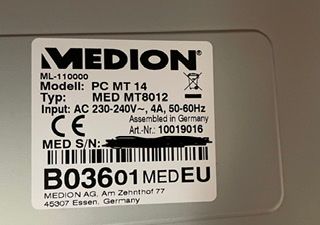 MEDION
ML-110000
Modell: PC MT 14
Typ: MED MT8012
Input: AC 230-240V~, 4A, 50-60Hz
Assembled in Germany
Art.-Nr.: 10019016
CE
MED S/N:
B03601 MEDEU
MEDION AG, Am Zehnthof 77
45307 Essen, Germany